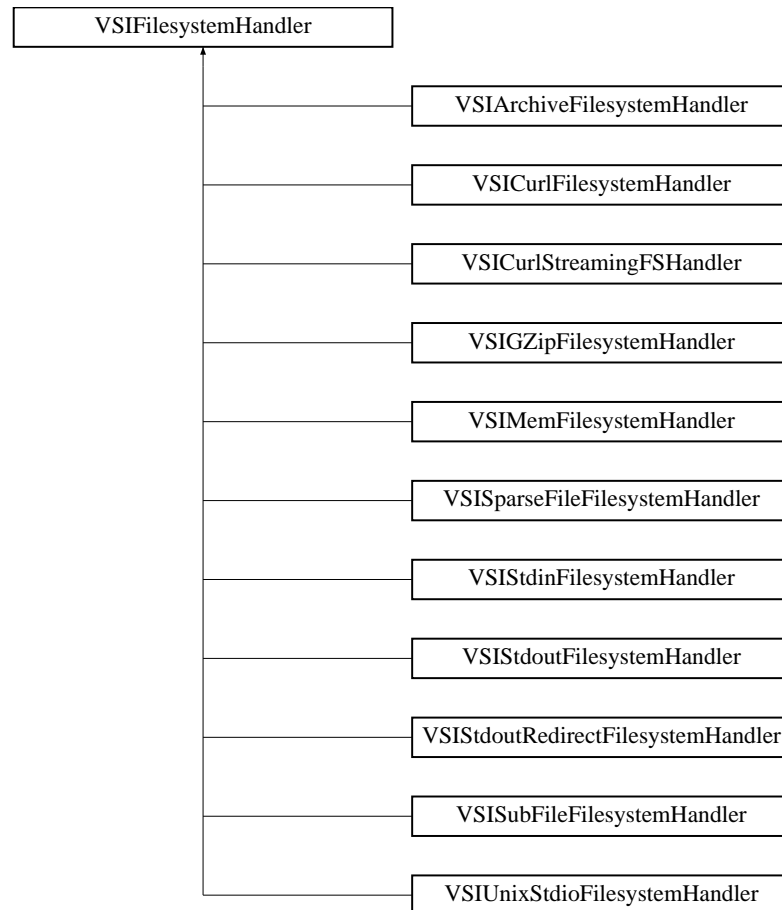 VSIFilesystemHandler
VSIArchiveFilesystemHandler
VSICurlFilesystemHandler
VSICurlStreamingFSHandler
VSIGZipFilesystemHandler
VSIMemFilesystemHandler
VSISparseFileFilesystemHandler
VSIStdinFilesystemHandler
VSIStdoutFilesystemHandler
VSIStdoutRedirectFilesystemHandler
VSISubFileFilesystemHandler
VSIUnixStdioFilesystemHandler